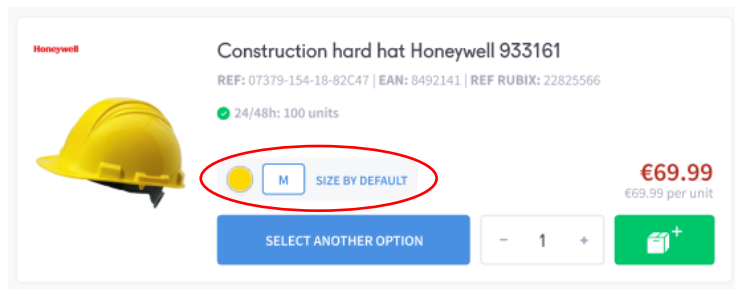 Honeywell
Construction hard hat Honeywell 933161
REF: 07379-154-18-82C47 | EAN: 8492141 | REF RUBIX: 22825566
24/48h: 100 units
M SIZE BY DEFAULT
€69.99
€69.99 per unit
SELECT ANOTHER OPTION - 1 +